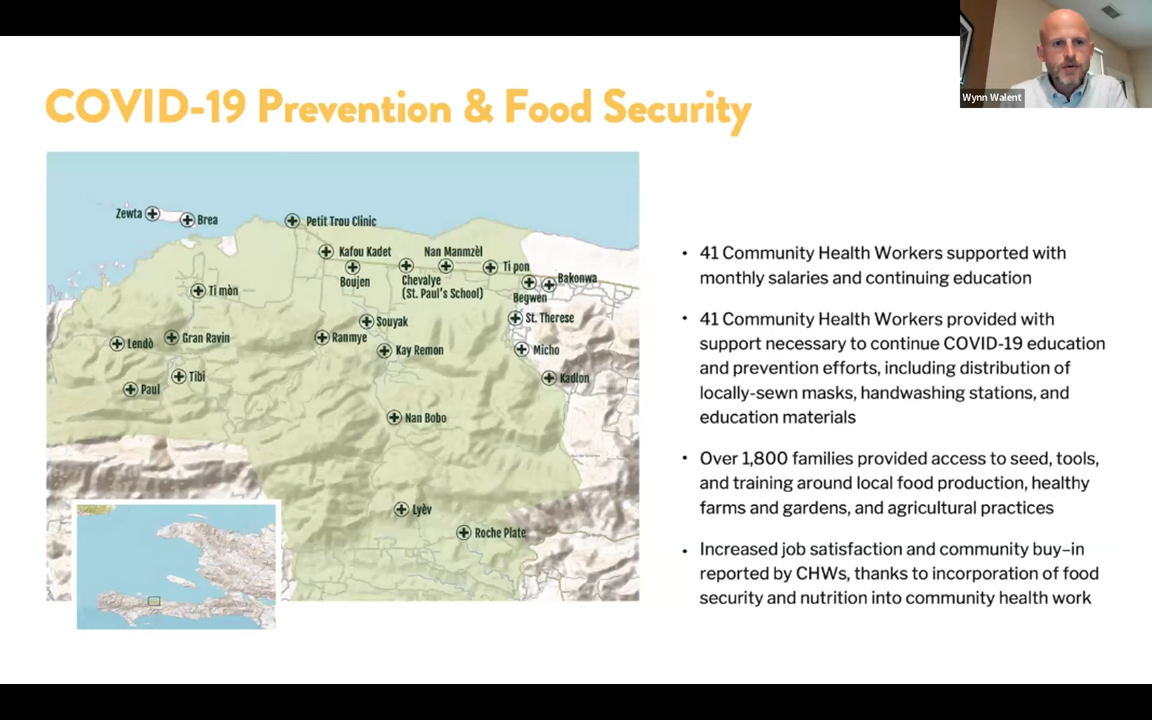 Wynn Walent
COVID-19 Prevention & Food Security
Zewta
Brea
Petit Trou Clinic
Kafou Kadet
Nan Manmzèl
Boujen
Chevalye
(St. Paul's School)
Ti pon
Bakonwa
Begwen
Ti mòn
St. Therese
Souyak
Gran Ravin
Lendò
Ranmye
Kay Remon
Micho
Tibi
Kadlon
Paul
Nan Bobo
Lyèv
Roche Plate
• 41 Community Health Workers supported with
monthly salaries and continuing education
• 41 Community Health Workers provided with
support necessary to continue COVID-19 education
and prevention efforts, including distribution of
locally-sewn masks, handwashing stations, and
education materials
• Over 1,800 families provided access to seed, tools,
and training around local food production, healthy
farms and gardens, and agricultural practices
• Increased job satisfaction and community buy–in
reported by CHWs, thanks to incorporation of food
security and nutrition into community health work